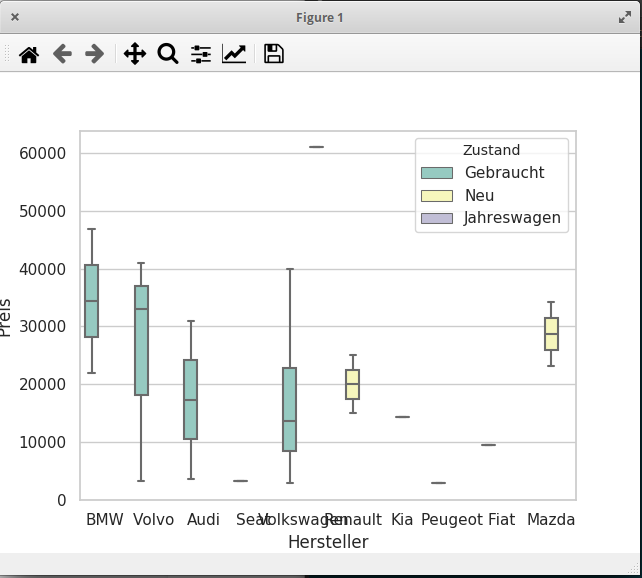 Figure 1
Zustand
Gebraucht
Neu
Jahreswagen
60000
50000
40000
30000
20000
10000
0
Preis
BMW Volvo Audi Seat Volkswagen Renault Kia Peugeot Fiat Mazda
Hersteller